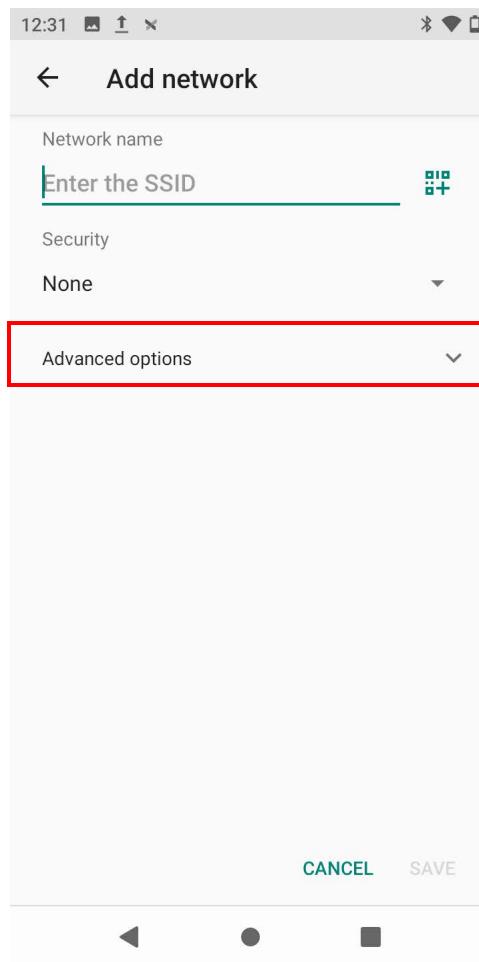 12:31
Add network
Network name
Enter the SSID
Security
None
Advanced options
CANCEL SAVE